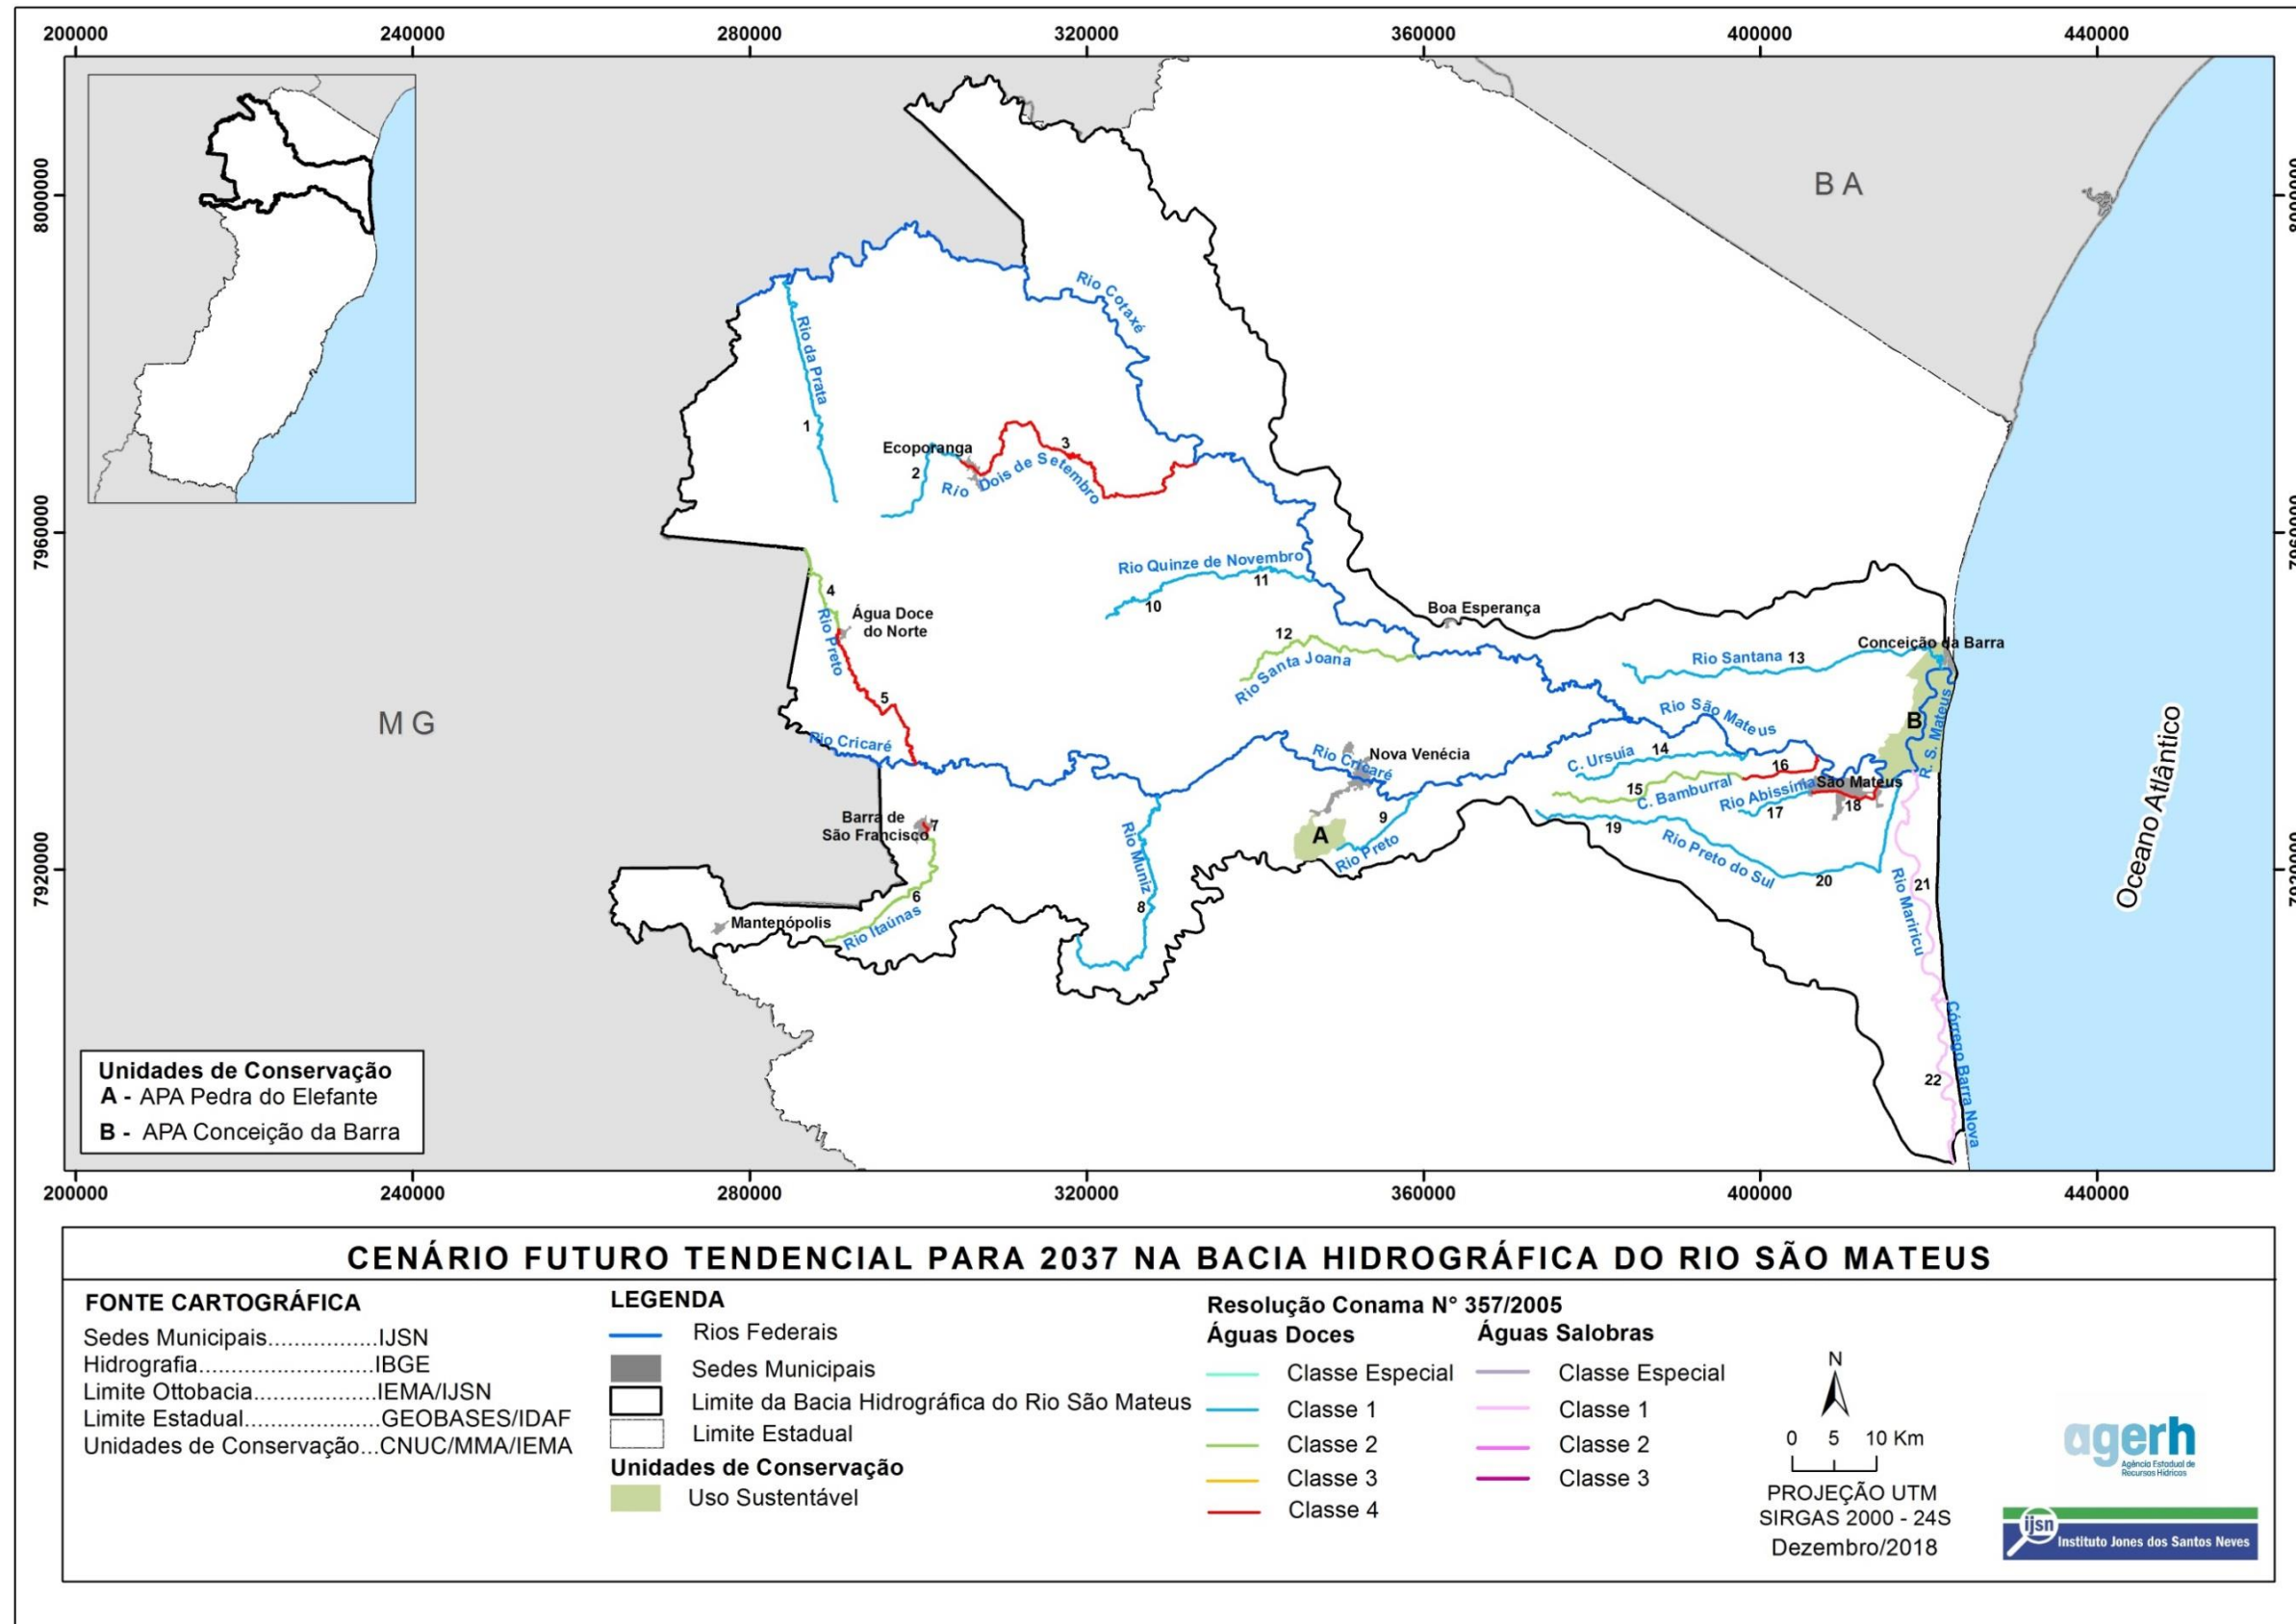 200000 240000 280000 320000 360000 400000 440000
8000000
7960000
7920000
BA
MG
Oceano Atlântico
Rio Cotaxé
Rio da Prata
1
Ecoporanga
2
3
Rio Dois de Setembro
4
Água Doce
do Norte
Rio Preto
5
Rio Quinze de Novembro
10
11
12
Rio Santa Joana
Boa Esperança
Conceição da Barra
Rio Santana 13
Rio Cricaré
Rio São Mateus
B
R. S. Mateus
Nova Venécia
Rio Cricaré
C. Ursuía 14
15
C. Bamburral
16
Rio Abissínia
São Mateus
17
18
Barra de
São Francisco
7
A
9
Rio Preto
19
Rio Preto do Sul
20
Rio Muniz
8
6
Rio Itaúnas
Mantenópolis
Rio Mariricu
21
22
Córrego Barra Nova
Unidades de Conservação
A - APA Pedra do Elefante
B - APA Conceição da Barra
200000 240000 280000 320000 360000 400000 440000
CENÁRIO FUTURO TENDENCIAL PARA 2037 NA BACIA HIDROGRÁFICA DO RIO SÃO MATEUS
FONTE CARTOGRÁFICA
Sedes Municipais................IJSN
Hidrografia..........................IBGE
Limite Ottobacia..................IEMA/IJSN
Limite Estadual....................GEOBASES/IDAF
Unidades de Conservação...CNUC/MMA/IEMA
LEGENDA
Rios Federais
Sedes Municipais
Limite da Bacia Hidrográfica do Rio São Mateus
Limite Estadual
Unidades de Conservação
Uso Sustentável
Resolução Conama N° 357/2005
Águas Doces
Classe Especial
Classe 1
Classe 2
Classe 3
Classe 4
Águas Salobras
Classe Especial
Classe 1
Classe 2
Classe 3
N
0 5 10 Km
PROJEÇÃO UTM
SIRGAS 2000 - 24S
Dezembro/2018
agerh
Agência Estadual de
Recursos Hídricos
ijsn
Instituto Jones dos Santos Neves